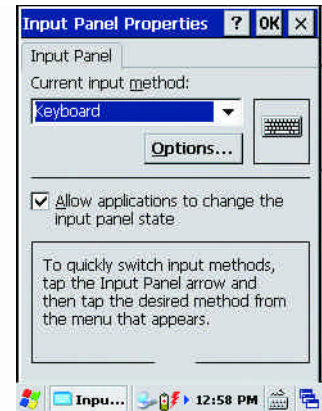 Input Panel Properties ? OK ×
Input Panel
Current input method:
Keyboard
Options...
Allow applications to change the
input panel state
To quickly switch input methods,
tap the Input Panel arrow and
then tap the desired method from
the menu that appears.
Inpu... 12:58 PM